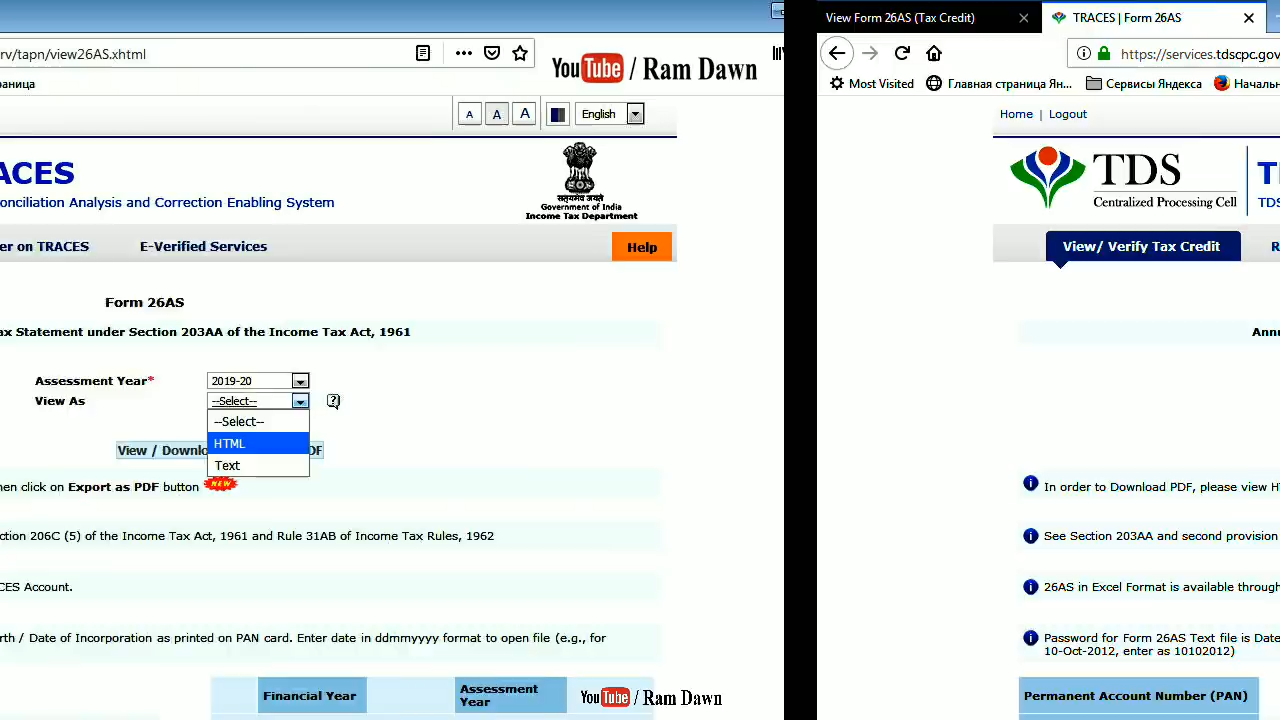 rv/tapn/view26AS.xhtml
раница
YouTube / Ram Dawn
A A A English
ACES
onciliation Analysis and Correction Enabling System
सत्यमेव जयते
Government of India
Income Tax Department
er on TRACES E-Verified Services Help
Form 26AS
ax Statement under Section 203AA of the Income Tax Act, 1961
Assessment Year* 2019-20
View As --Select--
--Select--
HTML
Text
View / Downlo DF
hen click on Export as PDF button NEW
ction 206C (5) of the Income Tax Act, 1961 and Rule 31AB of Income Tax Rules, 1962
CES Account.
rth / Date of Incorporation as printed on PAN card. Enter date in ddmmyyyy format to open file (e.g., for
Financial Year Assessment Year
YouTube / Ram Dawn
View Form 26AS (Tax Credit) TRACES | Form 26AS
https://services.tdscpc.gov
Most Visited Главная страница Ян... Сервисы Яндекса Начальн
Home | Logout
TDS
Centralized Processing Cell
T
TDS
View/ Verify Tax Credit R
Annu
In order to Download PDF, please view H
See Section 203AA and second provision
26AS in Excel Format is available through
Password for Form 26AS Text file is Date
10-Oct-2012, enter as 10102012)
Permanent Account Number (PAN)